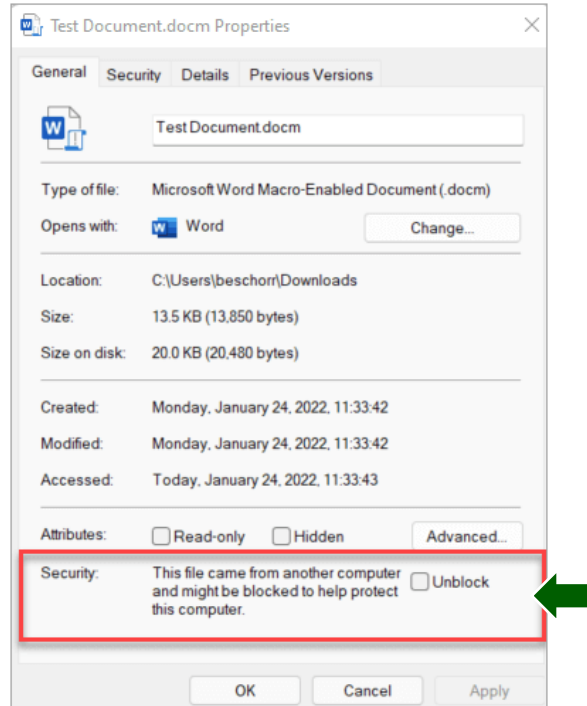 Test Document.docm Properties
General Security Details Previous Versions
Test Document.docm
Type of file: Microsoft Word Macro-Enabled Document (.docm)
Opens with: Word Change...
Location: C:\Users\beschorr\Downloads
Size: 13.5 KB (13,850 bytes)
Size on disk: 20.0 KB (20,480 bytes)
Created: Monday, January 24, 2022, 11:33:42
Modified: Monday, January 24, 2022, 11:33:42
Accessed: Today, January 24, 2022, 11:33:43
Attributes: Read-only Hidden Advanced...
Security: This file came from another computer
and might be blocked to help protect Unblock
this computer.
OK Cancel Apply